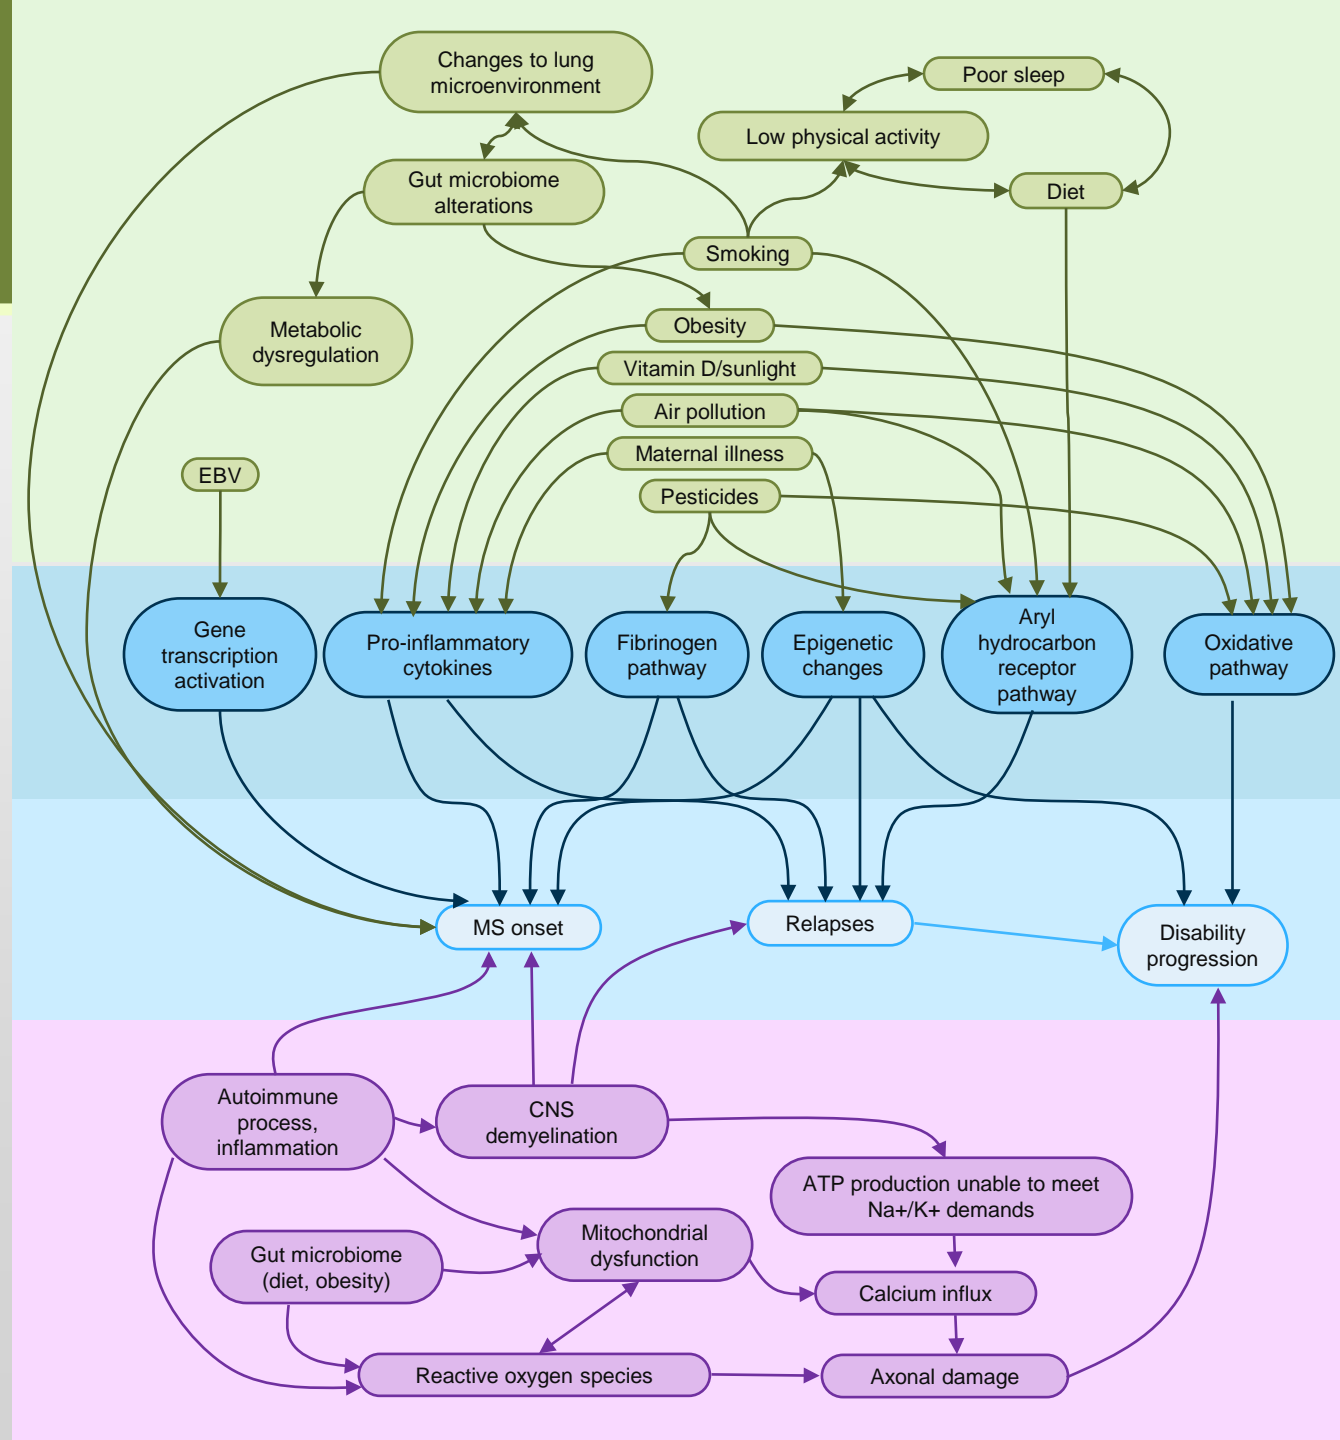 Changes to lung
microenvironment
Poor sleep
Low physical activity
Gut microbiome
alterations
Diet
Smoking
Metabolic
dysregulation
Obesity
Vitamin D/sunlight
Air pollution
Maternal illness
EBV
Pesticides
Gene
transcription
activation
Pro-inflammatory
cytokines
Fibrinogen
pathway
Epigenetic
changes
Aryl
hydrocarbon
receptor
pathway
Oxidative
pathway
MS onset
Relapses
Disability
progression
Autoimmune
process,
inflammation
CNS
demyelination
ATP production unable to meet
Na+/K+ demands
Gut microbiome
(diet, obesity)
Mitochondrial
dysfunction
Calcium influx
Reactive oxygen species
Axonal damage